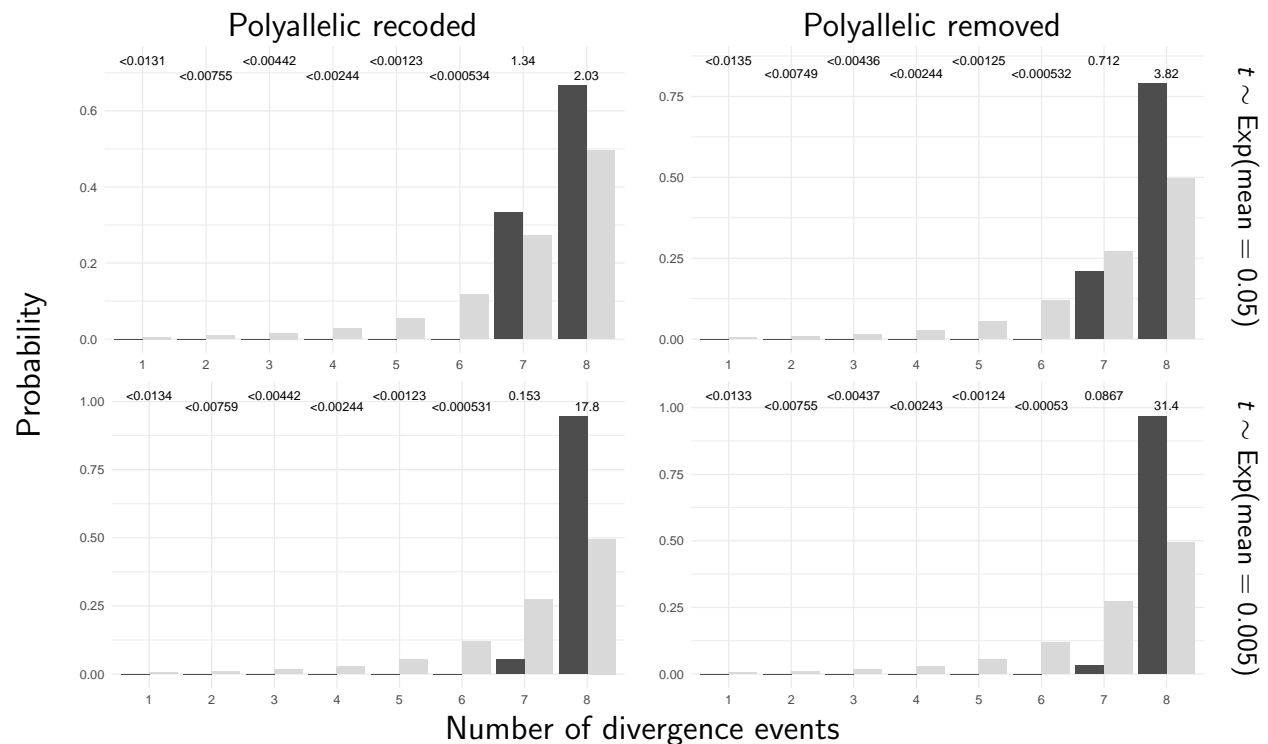 Polyallelic recoded
Polyallelic removed
<0.0131 <0.00442 <0.00123 1.34
<0.00755 <0.00244 <0.000534 2.03
0.6
0.4
0.2
0.0
1 2 3 4 5 6 7 8
<0.0135 <0.00436 <0.00125 0.712
<0.00749 <0.00244 <0.000532 3.82
0.75
0.50
0.25
0.00
1 2 3 4 5 6 7 8
t ∼ Exp(mean = 0.05)
Probability
<0.0134 <0.00442 <0.00123 0.153
<0.00759 <0.00244 <0.000531 17.8
1.00
0.75
0.50
0.25
0.00
1 2 3 4 5 6 7 8
<0.0133 <0.00437 <0.00124 0.0867
<0.00755 <0.00243 <0.00053 31.4
1.00
0.75
0.50
0.25
0.00
1 2 3 4 5 6 7 8
t ∼ Exp(mean = 0.005)
Number of divergence events